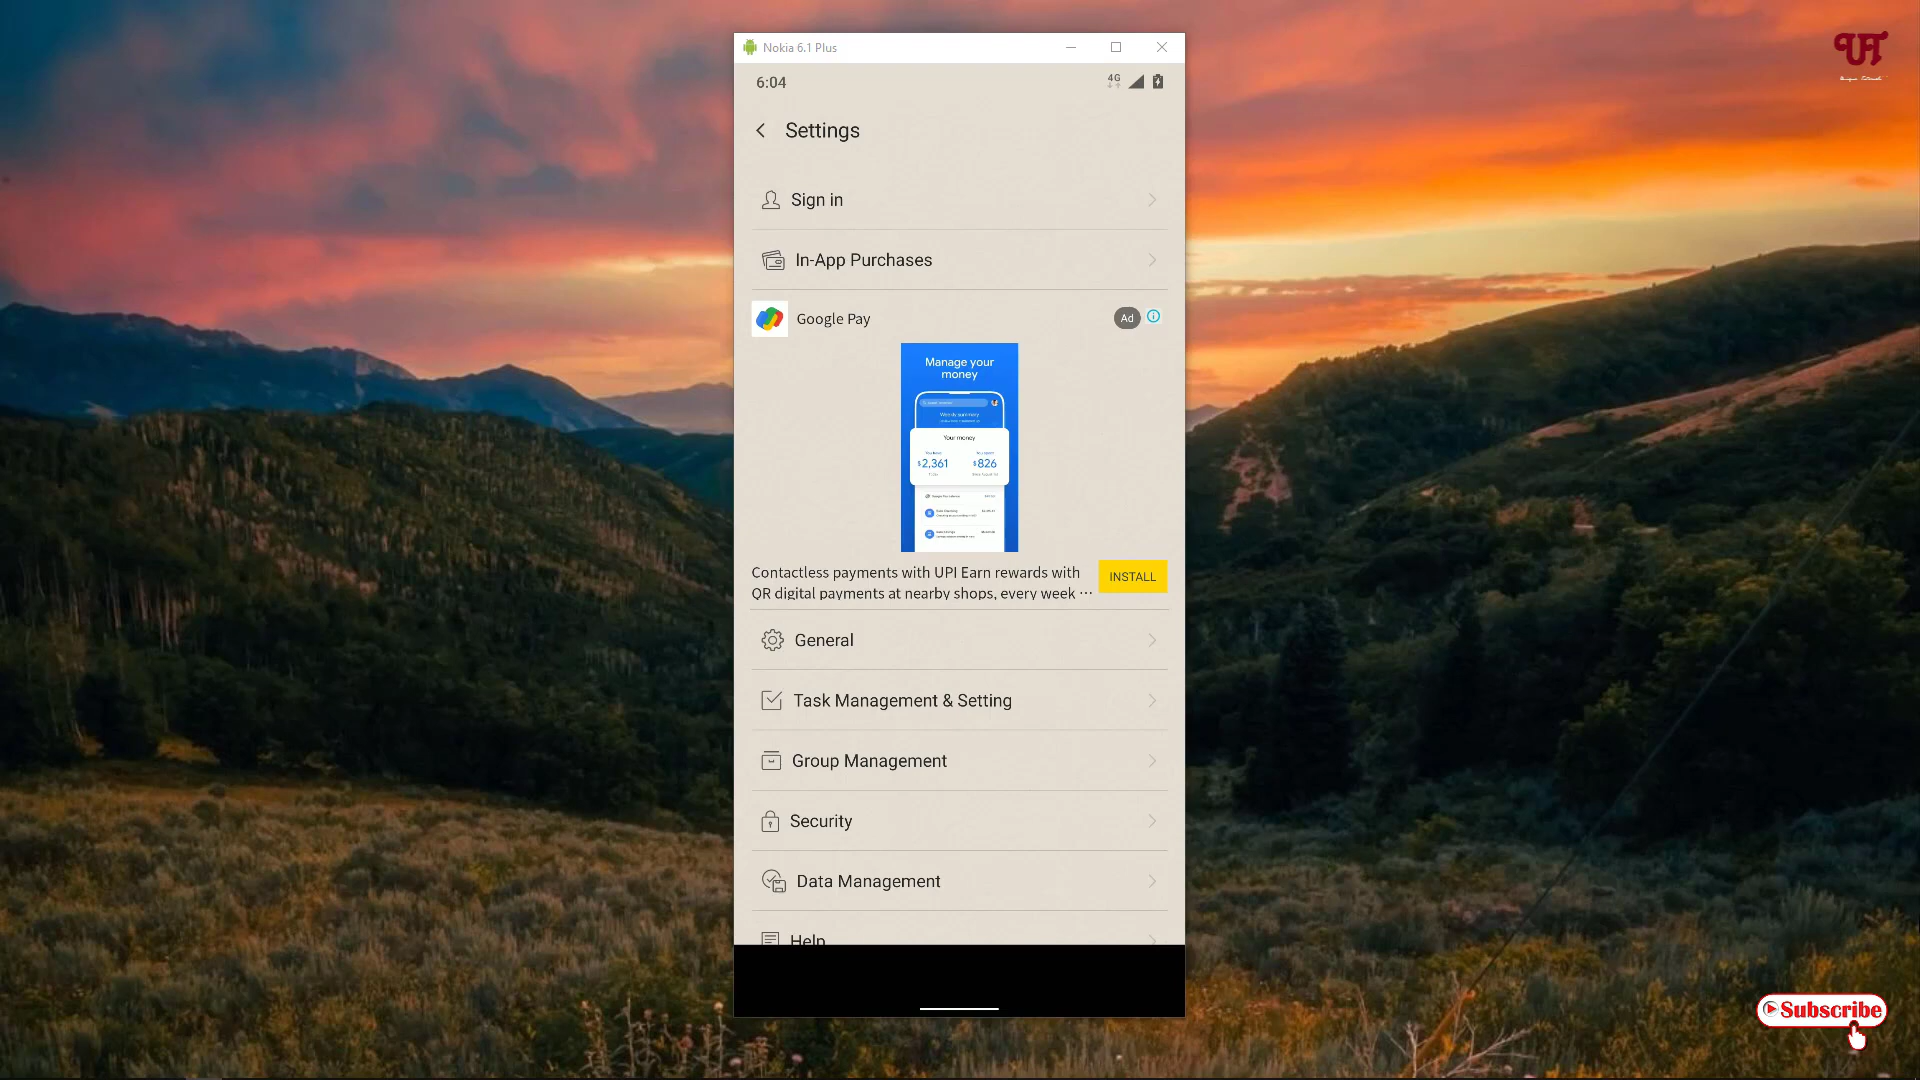 Nokia 6.1 Plus
6:04
4G
Settings
Sign in
In-App Purchases
Google Pay
Ad
Manage your
money
Weekly summary
Your money
$2,361
$826
Contactless payments with UPI Earn rewards with
QR digital payments at nearby shops, every week ⋯
INSTALL
General
Task Management & Setting
Group Management
Security
Data Management
Help
Subscribe